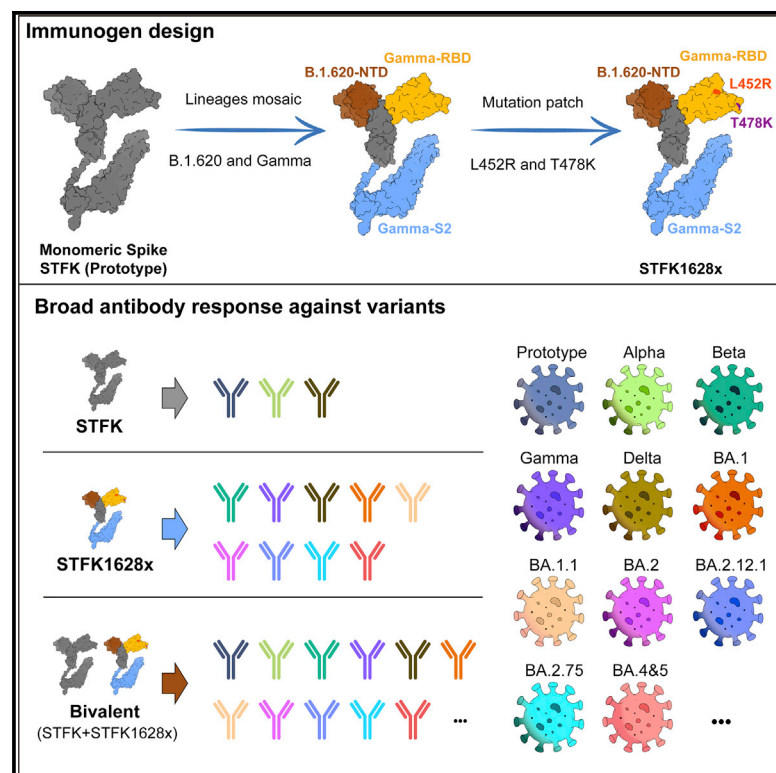 Immunogen design
Gamma-RBD
B.1.620-NTD
Lineages mosaic
B.1.620 and Gamma
Gamma-S2
Monomeric Spike
STFK (Prototype)
Gamma-RBD
B.1.620-NTD
L452R
T478K
Mutation patch
L452R and T478K
Gamma-S2
STFK1628x
Broad antibody response against variants
STFK
STFK1628x
Bivalent
(STFK+STFK1628x)
...
Prototype
Alpha
Beta
Gamma
Delta
BA.1
BA.1.1
BA.2
BA.2.12.1
BA.2.75
BA.4&5
...